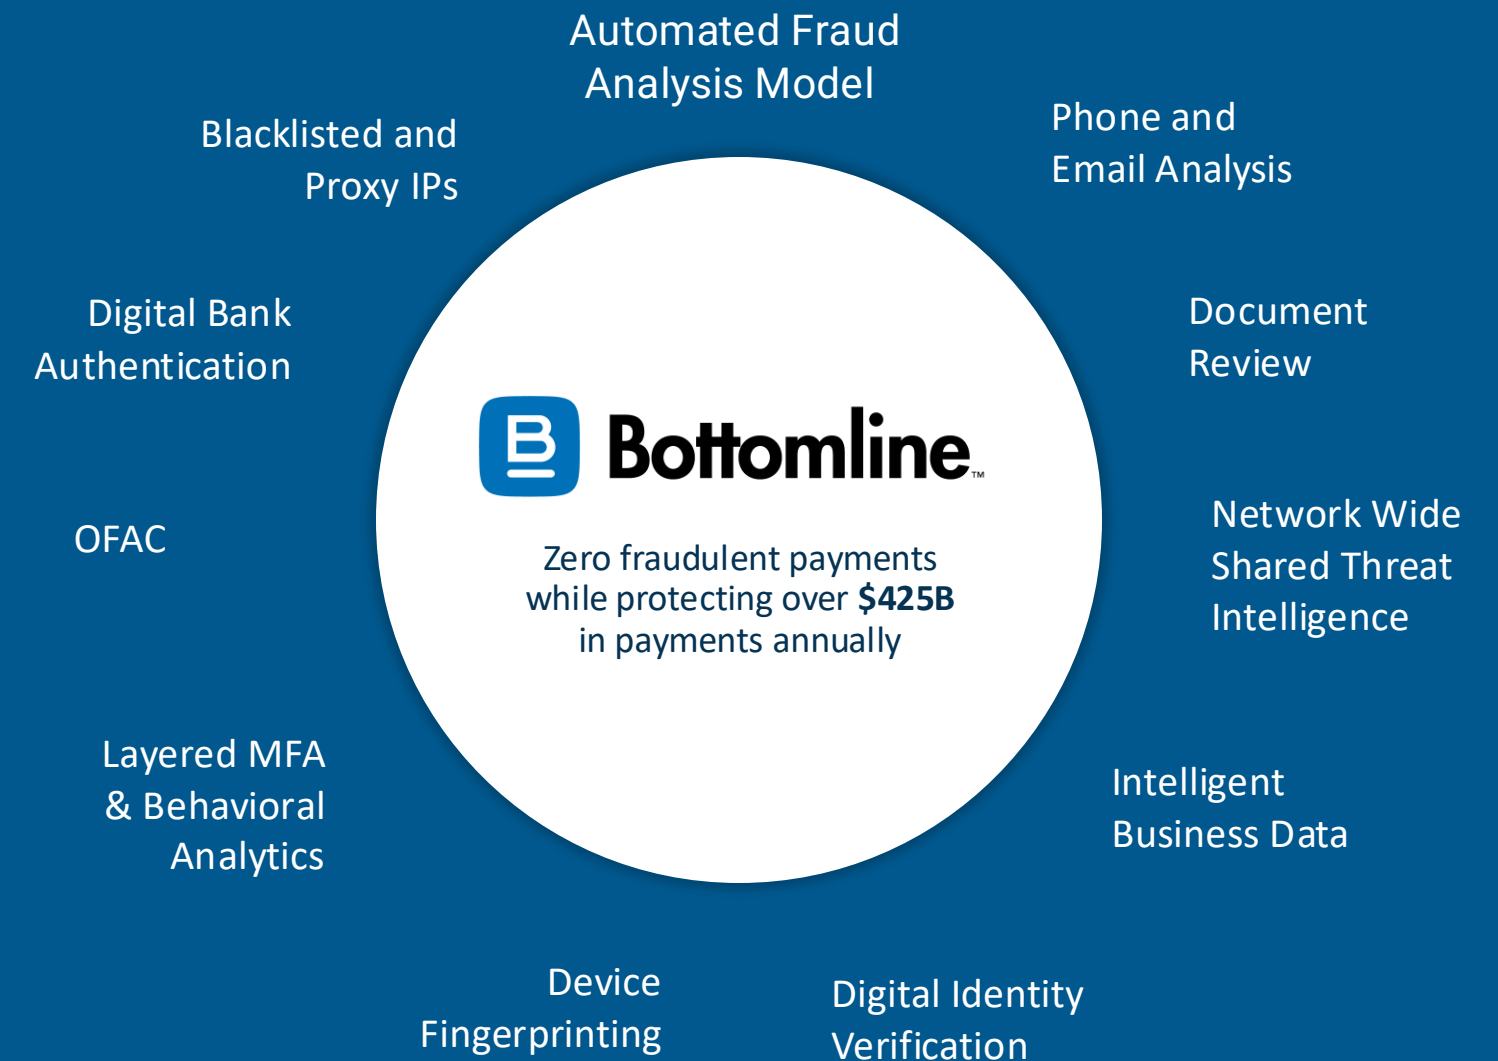 Automated Fraud
Analysis Model
Phone and
Email Analysis
Document
Review
Network Wide
Shared Threat
Intelligence
Intelligent
Business Data
Digital Identity
Verification
Device
Fingerprinting
Layered MFA
& Behavioral
Analytics
OFAC
Digital Bank
Authentication
Blacklisted and
Proxy IPs
B Bottomline™
Zero fraudulent payments
while protecting over $425B
in payments annually